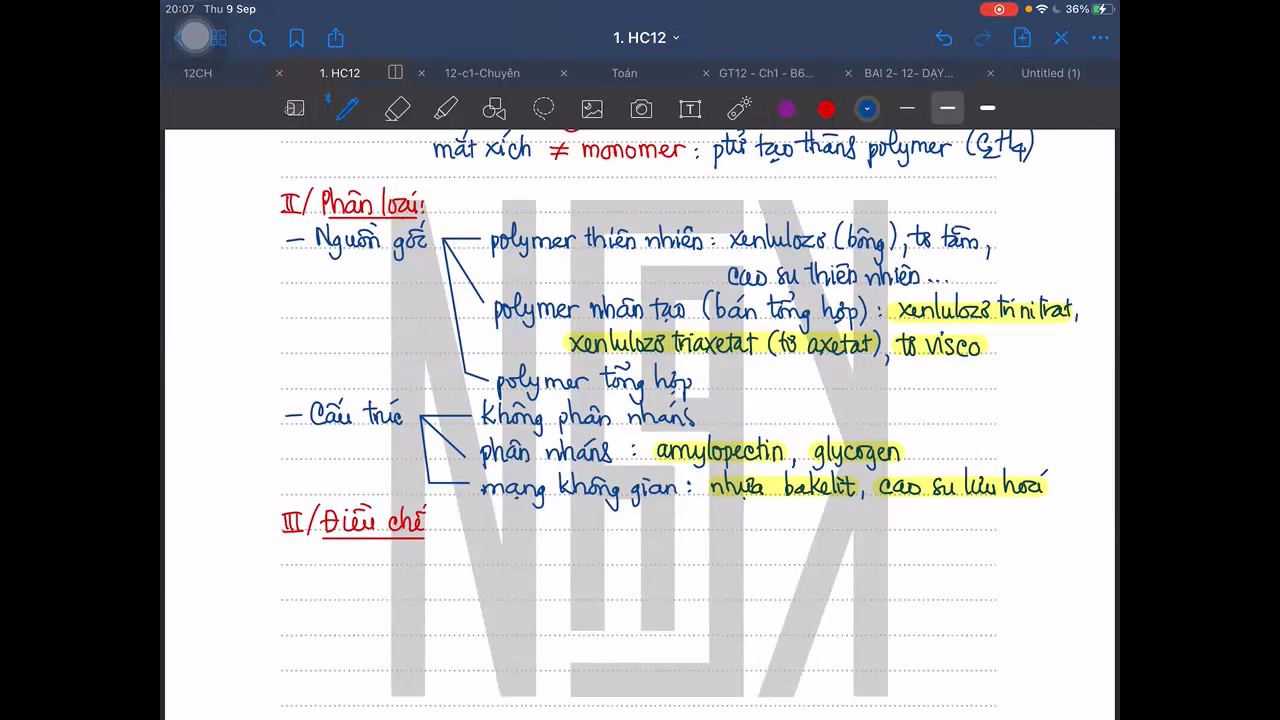 20:07 Thu 9 Sep 36%
1. HC12
12CH 1. HC12 12-c1-Chuyên Toán GT12 - Ch1 - B6... BAI 2- 12- DẠY... Untitled (1)
mắt xích ≠ monomer : ptử tạo thành polymer (C2H4)
II/ Phân loại:
- Nguồn gốc polymer thiên nhiên : xenlulozơ (bông), tơ tằm,
cao su thiên nhiên...
polymer nhân tạo (bán tổng hợp) : xenlulozơ trinitrat,
xenlulozơ triaxetat (tơ axetat), tơ visco
polymer tổng hợp
- Cấu trúc không phân nhánh
phân nhánh : amylopectin, glycogen
mạng không gian : nhựa bakelit, cao su lưu hoá
III/ Điều chế
NGK